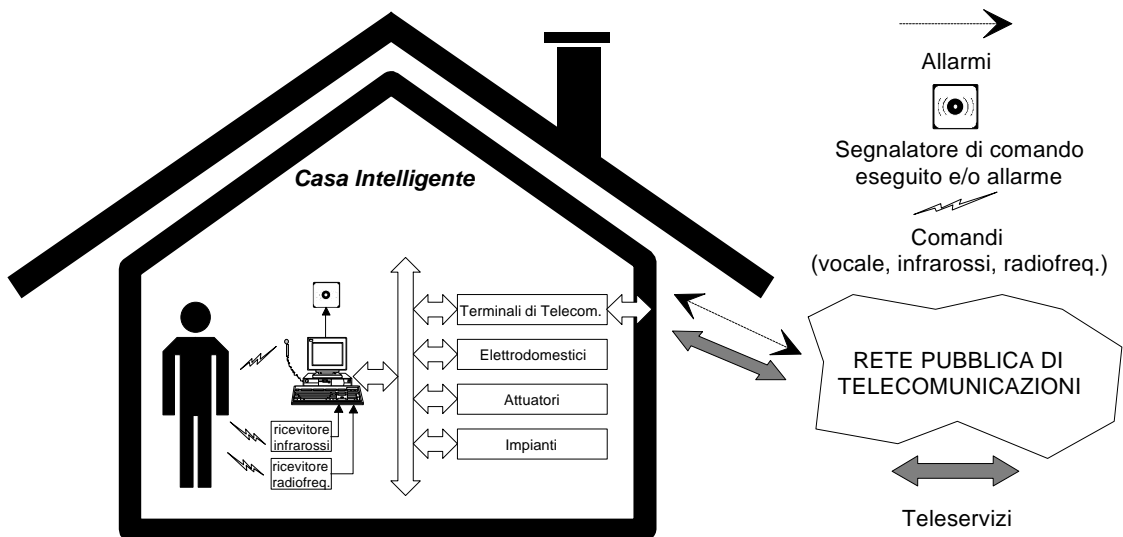 Allarmi
Segnalatore di comando
eseguito e/o allarme
Comandi
(vocale, infrarossi, radiofreq.)
Casa Intelligente
Terminali di Telecom.
Elettrodomestici
Attuatori
Impianti
ricevitore
infrarossi
ricevitore
radiofreq.
RETE PUBBLICA DI
TELECOMUNICAZIONI
Teleservizi